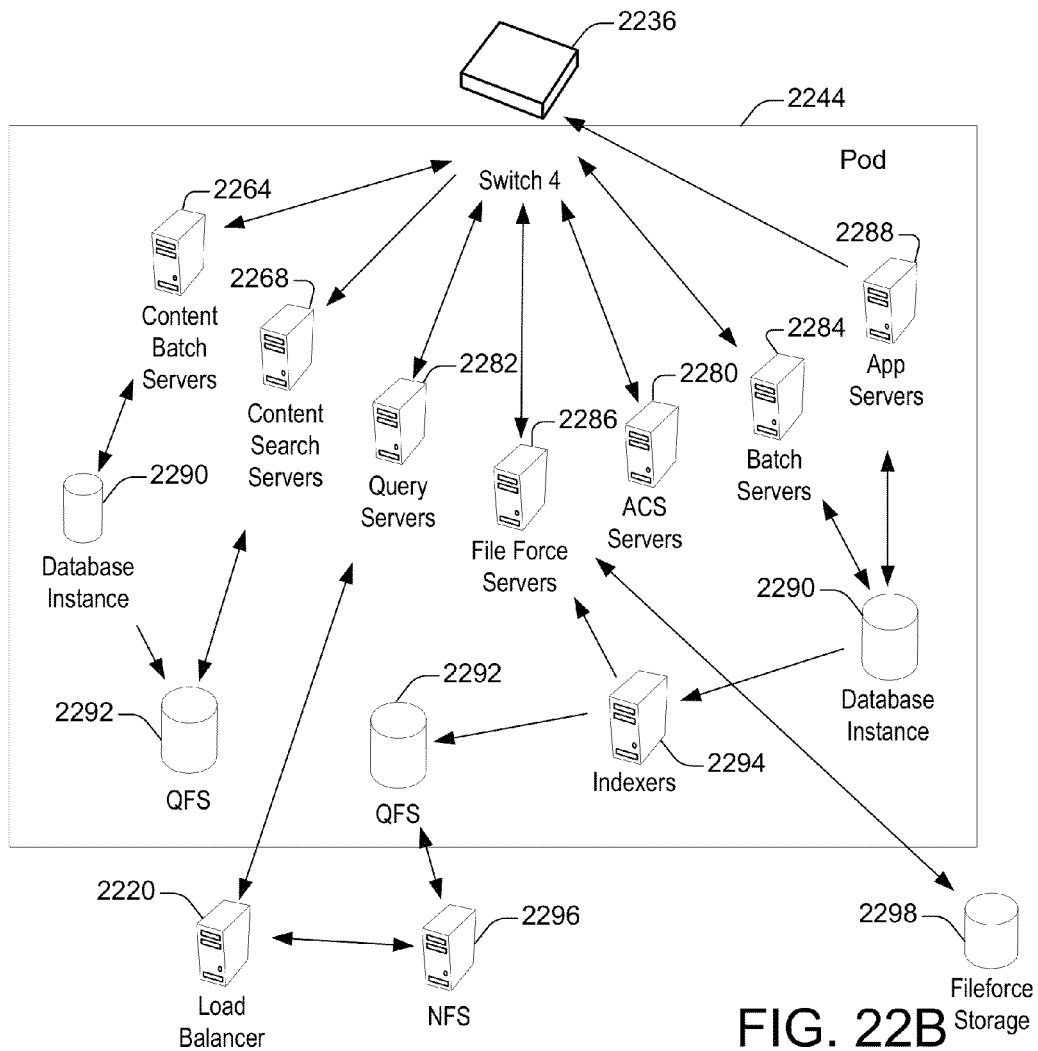 2236
2244
Pod
Switch 4
2264
2288
2268
2284
Content
Batch
Servers
2282
2280
App
Servers
2286
Content
Search
Servers
2290
Query
Servers
Batch
Servers
ACS
Servers
File Force
Servers
Database
Instance
2290
2292
2292
Database
Instance
2294
QFS
Indexers
QFS
2220
2296
2298
Load
Balancer
NFS
Fileforce
Storage
FIG. 22B